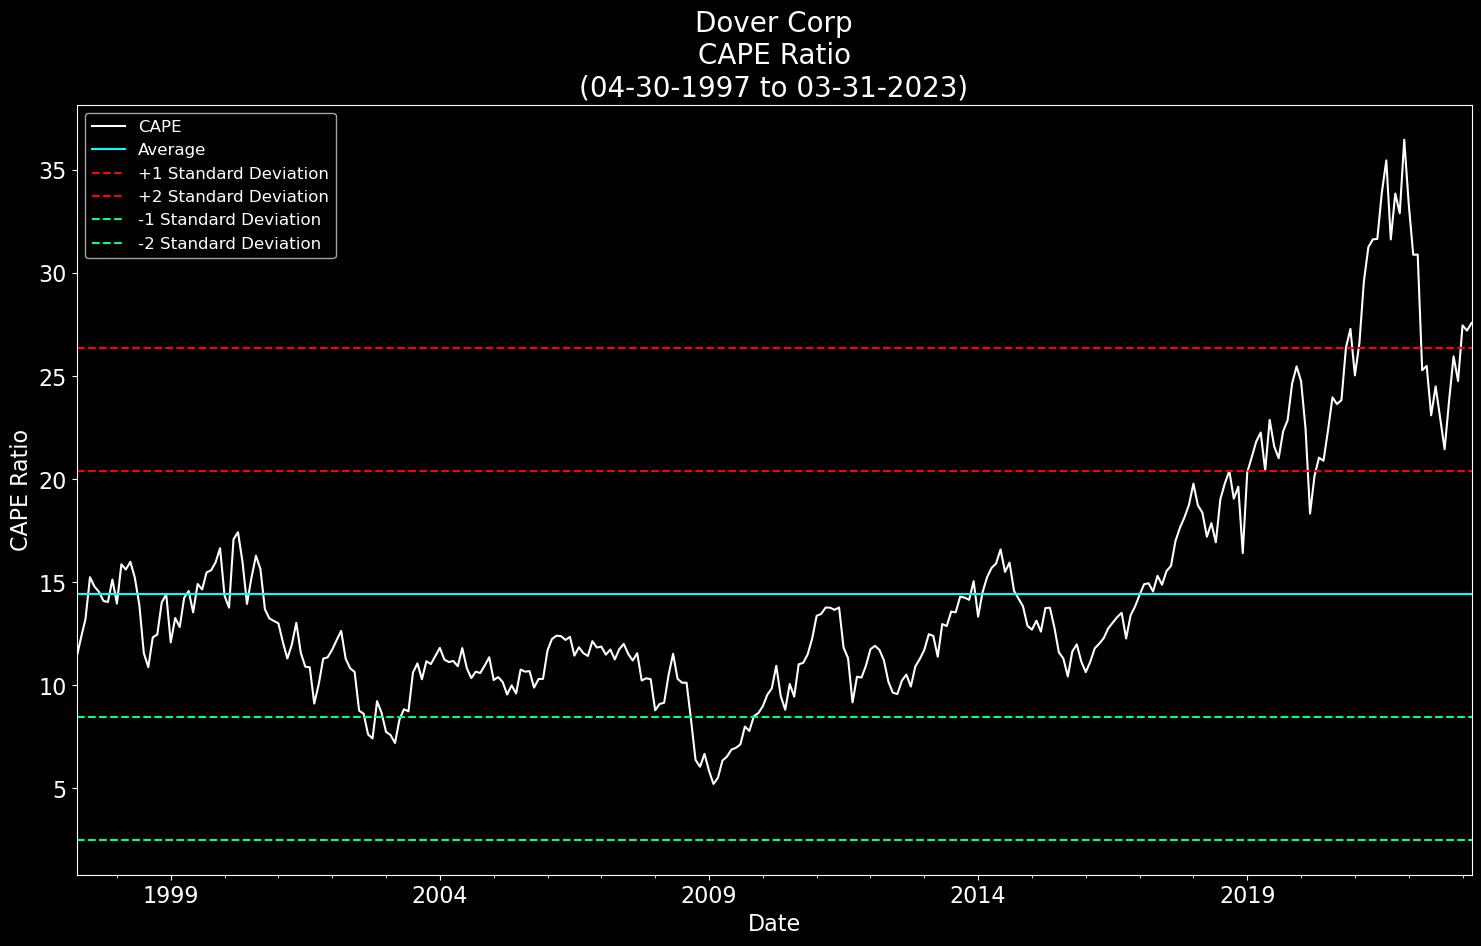 Dover Corp
CAPE Ratio
(04-30-1997 to 03-31-2023)
CAPE
Average
+1 Standard Deviation
+2 Standard Deviation
-1 Standard Deviation
-2 Standard Deviation
35
30
25
20
15
10
5
CAPE Ratio
1999 2004 2009 2014 2019
Date